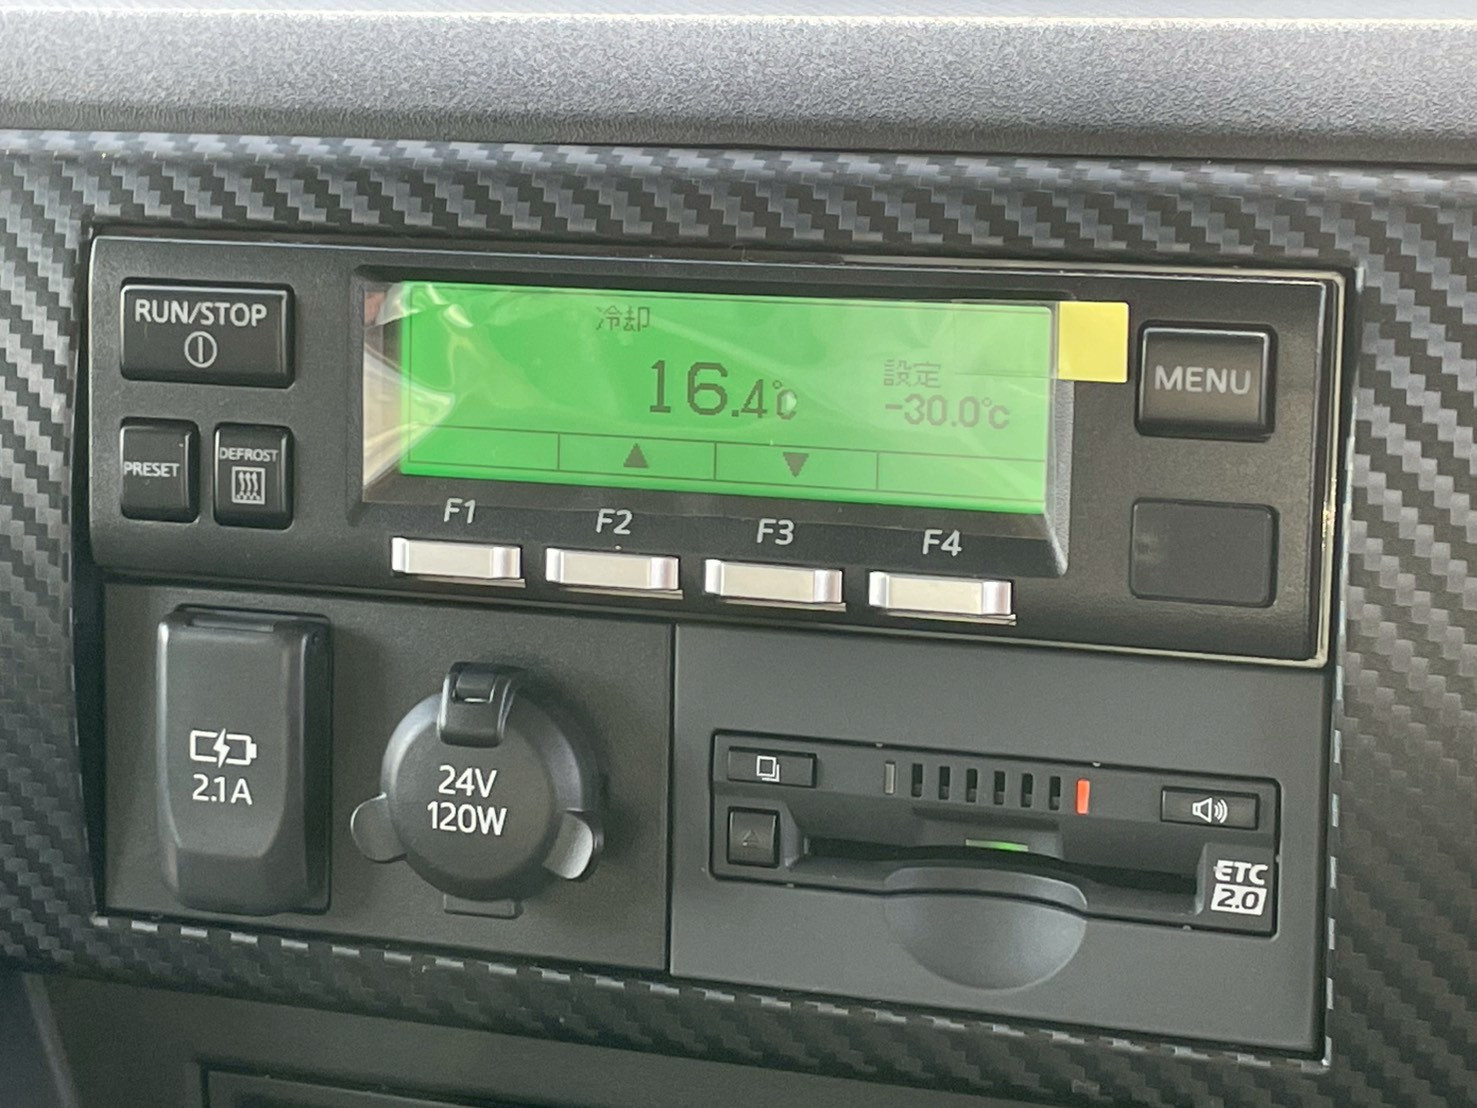 RUN/STOP
PRESET
DEFROST
冷却
16.4℃
設定
-30.0℃
▲
▼
MENU
F1
F2
F3
F4
2.1A
24V
120W
ETC
2.0